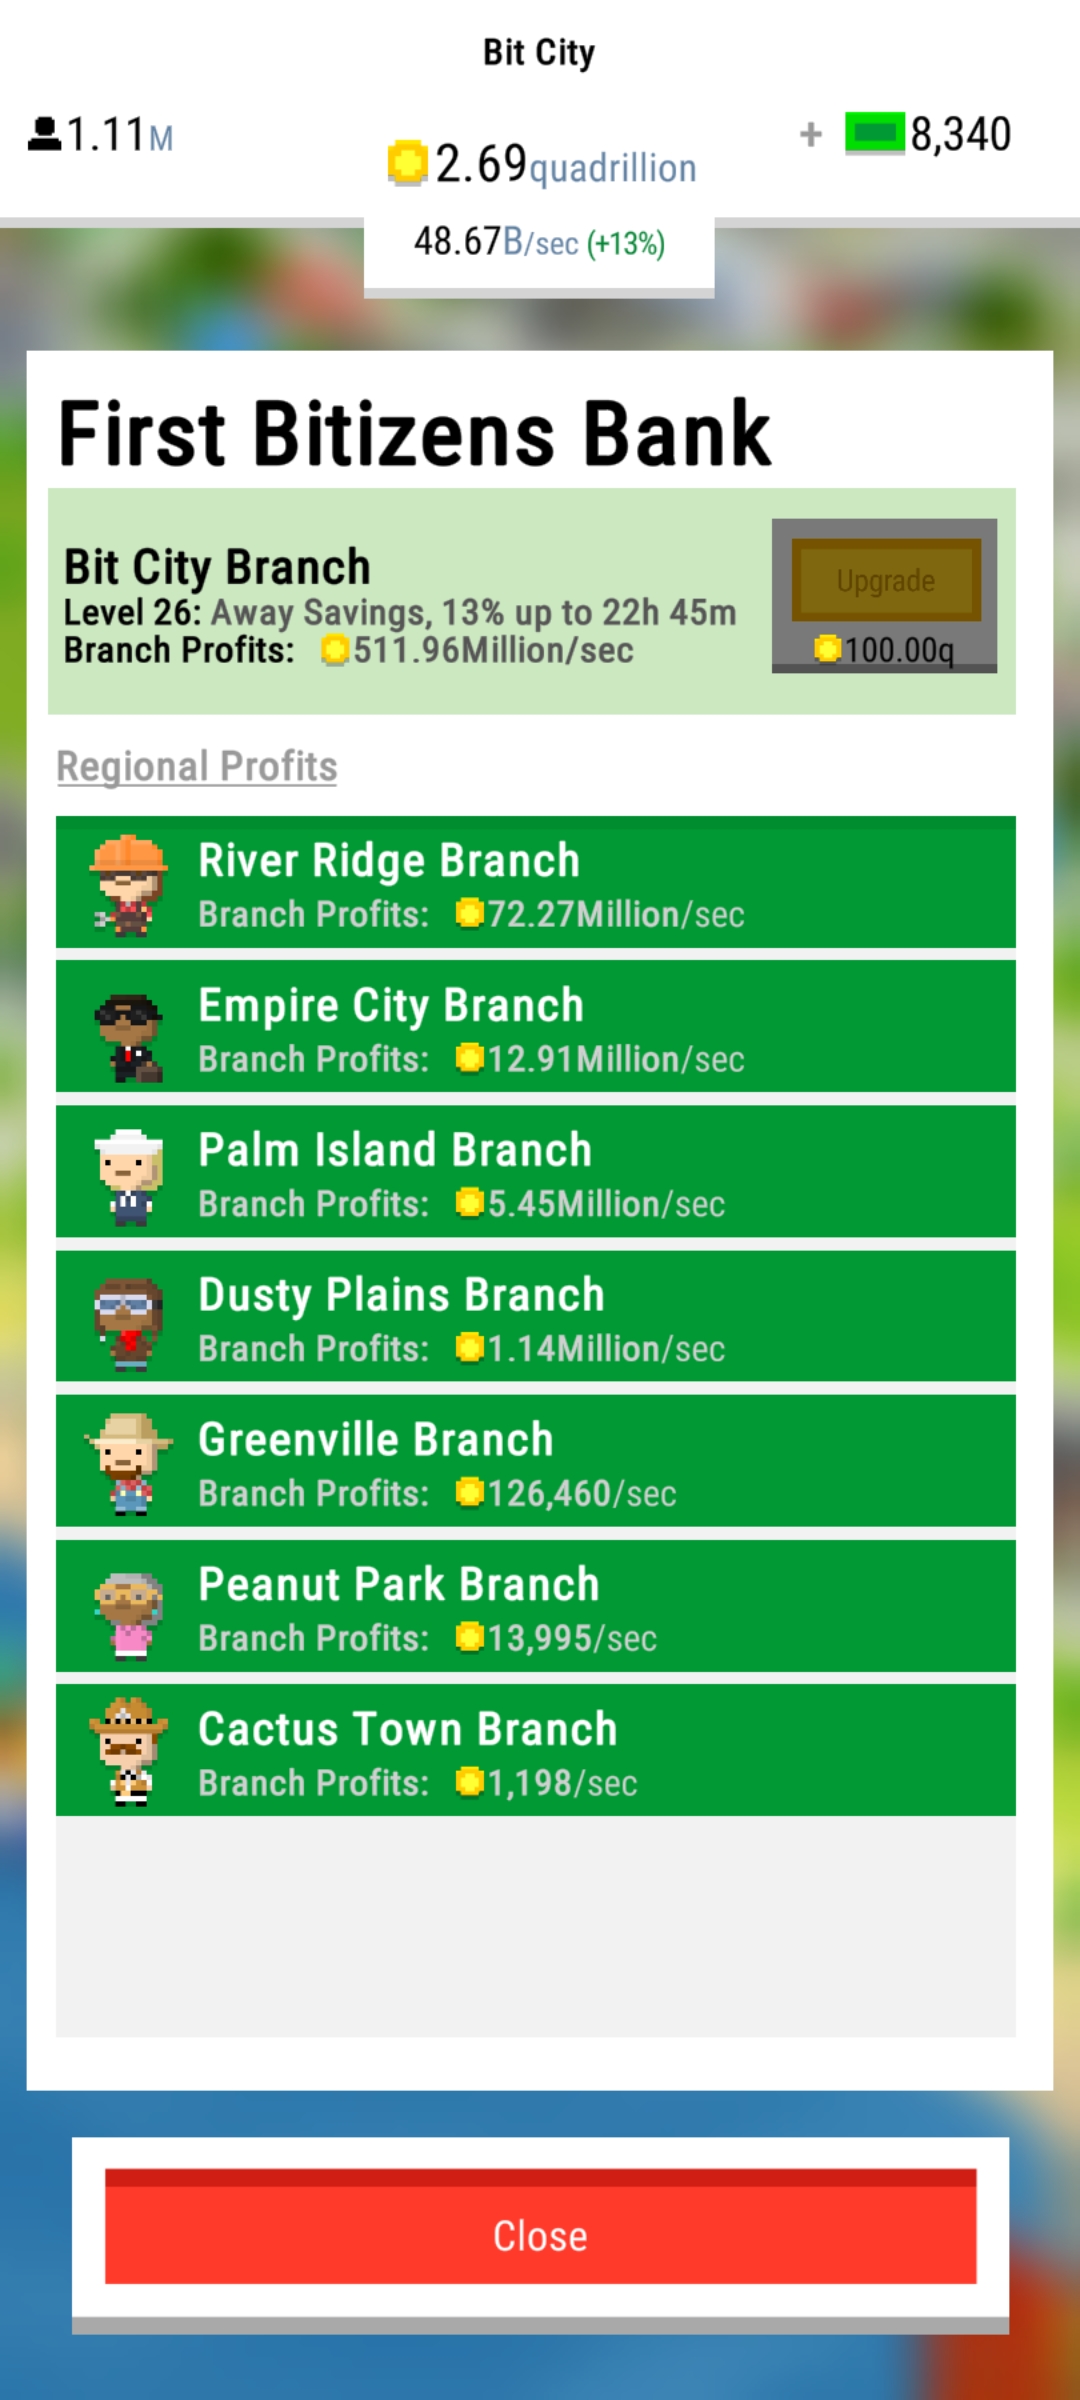 Bit City
1.11M
+ 8,340
2.69quadrillion
48.67B/sec (+13%)
First Bitizens Bank
Bit City Branch
Level 26: Away Savings, 13% up to 22h 45m
Branch Profits: 511.96Million/sec
Upgrade
100.00q
Regional Profits
River Ridge Branch
Branch Profits: 72.27Million/sec
Empire City Branch
Branch Profits: 12.91Million/sec
Palm Island Branch
Branch Profits: 5.45Million/sec
Dusty Plains Branch
Branch Profits: 1.14Million/sec
Greenville Branch
Branch Profits: 126,460/sec
Peanut Park Branch
Branch Profits: 13,995/sec
Cactus Town Branch
Branch Profits: 1,198/sec
Close